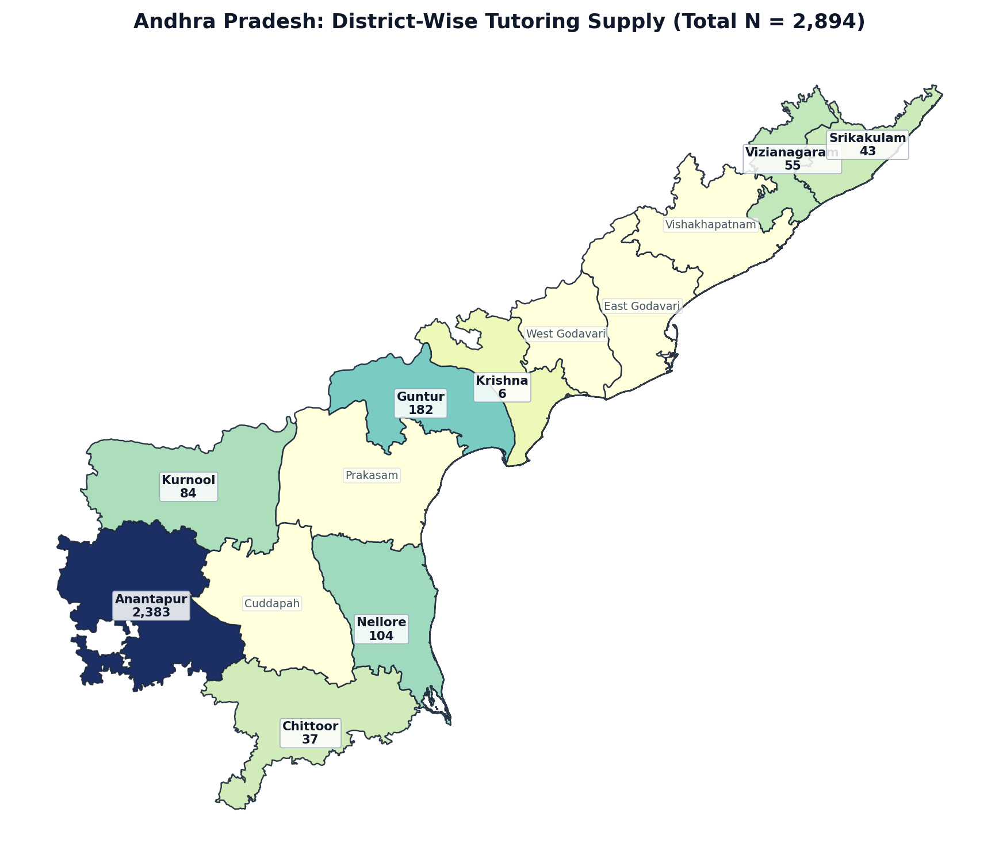 Andhra Pradesh: District-Wise Tutoring Supply (Total N = 2,894)
Srikakulam
43
Vizianagaram
55
Vishakhapatnam
East Godavari
West Godavari
Krishna
6
Guntur
182
Prakasam
Kurnool
84
Anantapur
2,383
Cuddapah
Nellore
104
Chittoor
37